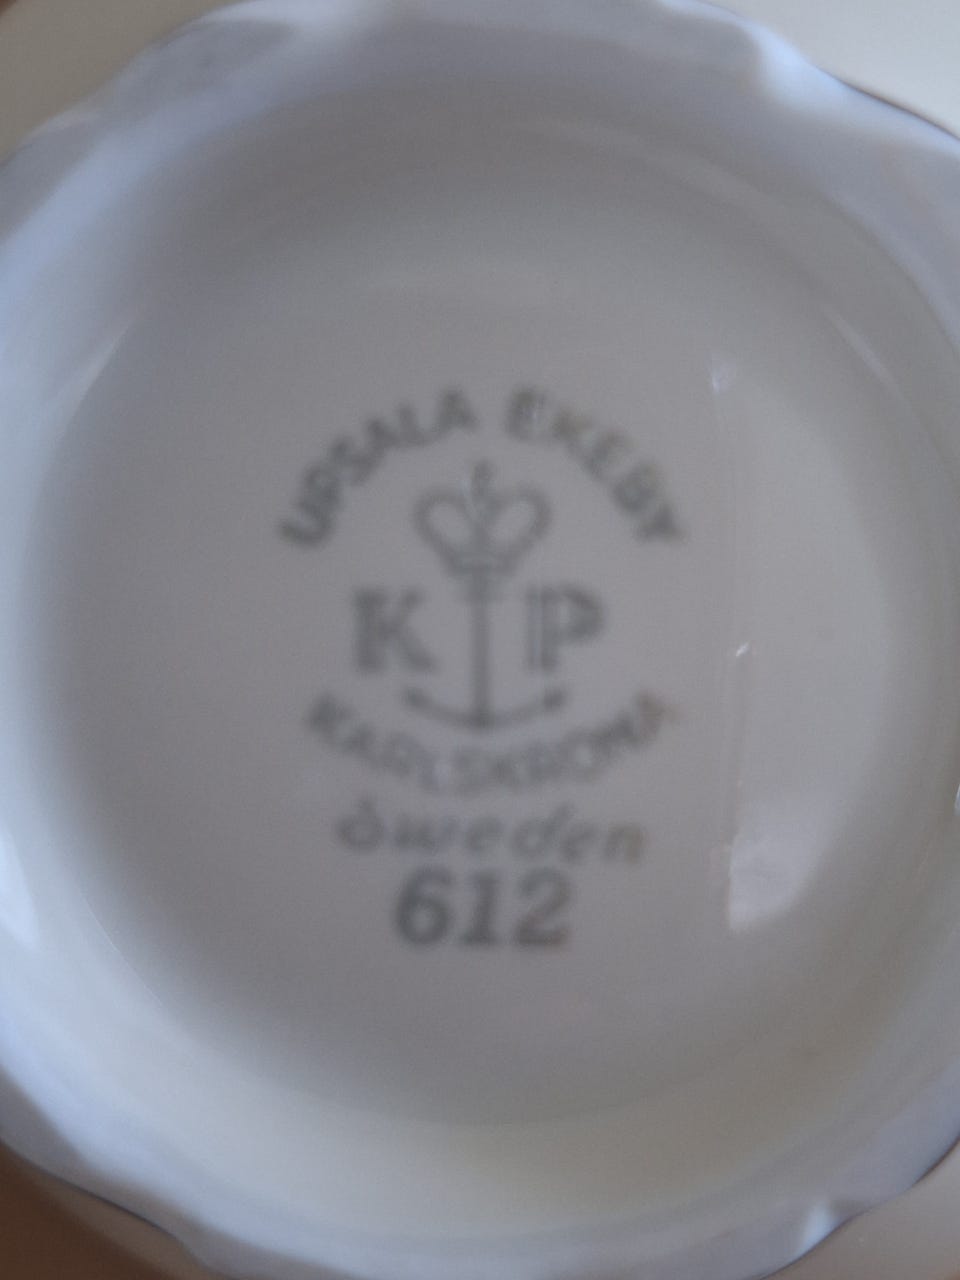 UPSALA EKEBY
K P
KARLSKRONA
Sweden
612